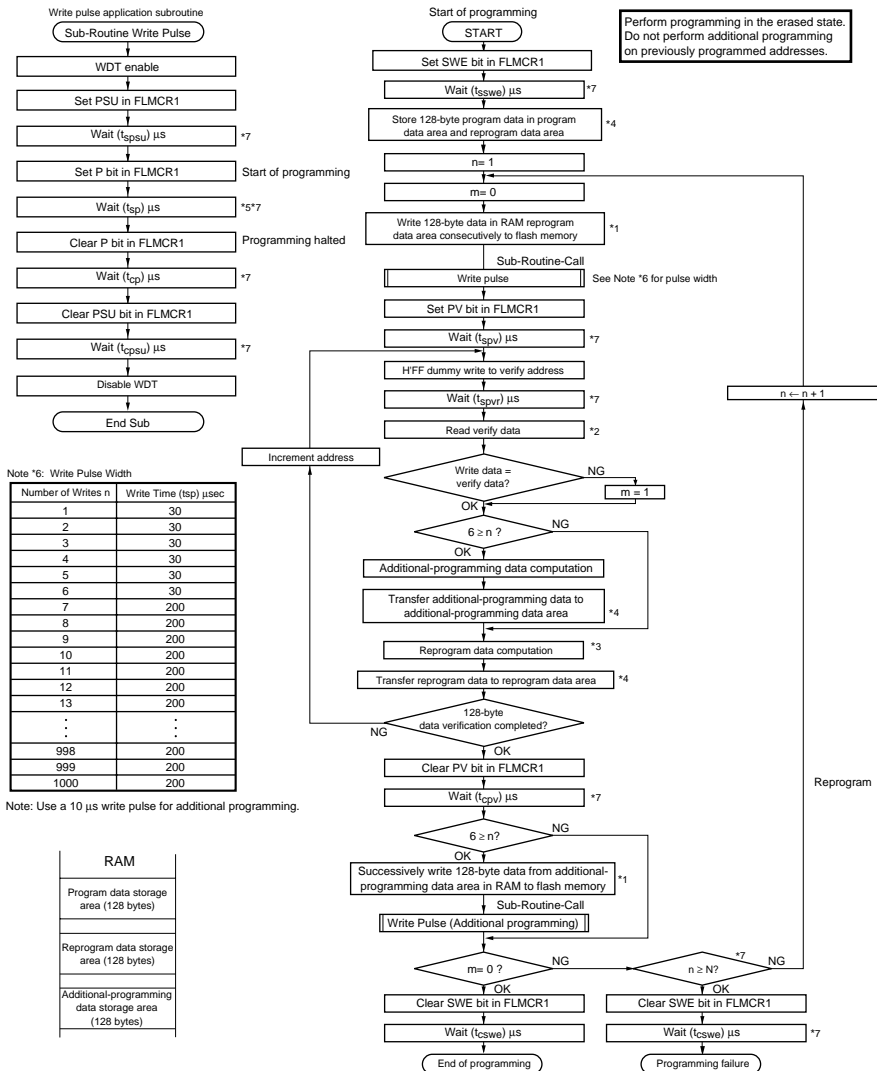 Write pulse application subroutine
Sub-Routine Write Pulse
WDT enable
Set PSU in FLMCR1
Wait (tspsu) µs
*7
Set P bit in FLMCR1
Start of programming
Wait (tsp) µs
*5*7
Clear P bit in FLMCR1
Programming halted
Wait (tcp) µs
*7
Clear PSU bit in FLMCR1
Wait (tcpsu) µs
*7
Disable WDT
End Sub
Note *6: Write Pulse Width
Number of Writes n Write Time (tsp) µsec
1 30
2 30
3 30
4 30
5 30
6 30
7 200
8 200
9 200
10 200
11 200
12 200
13 200
998 200
999 200
1000 200
Note: Use a 10 µs write pulse for additional programming.
RAM
Program data storage
area (128 bytes)
Reprogram data storage
area (128 bytes)
Additional-programming
data storage area
(128 bytes)
Start of programming
START
Perform programming in the erased state.
Do not perform additional programming
on previously programmed addresses.
Set SWE bit in FLMCR1
Wait (tsswe) µs
*7
Store 128-byte program data in program
data area and reprogram data area
*4
n= 1
m= 0
Write 128-byte data in RAM reprogram
data area consecutively to flash memory
*1
Sub-Routine-Call
Write pulse
See Note *6 for pulse width
Set PV bit in FLMCR1
Wait (tspv) µs
*7
H'FF dummy write to verify address
Wait (tspvr) µs
*7
Read verify data
*2
Increment address
n ← n + 1
Write data =
verify data?
NG
m = 1
OK
6 ≥ n ?
NG
OK
Additional-programming data computation
Transfer additional-programming data to
additional-programming data area
*4
Reprogram data computation
*3
Transfer reprogram data to reprogram data area
*4
128-byte
data verification completed?
NG
OK
Clear PV bit in FLMCR1
Reprogram
Wait (tcpv) µs
*7
6 ≥ n?
NG
OK
Successively write 128-byte data from additional-
programming data area in RAM to flash memory
*1
Sub-Routine-Call
Write Pulse (Additional programming)
m= 0 ?
NG
n ≥ N?
*7
NG
OK
OK
Clear SWE bit in FLMCR1
Clear SWE bit in FLMCR1
Wait (tcswe) µs
Wait (tcswe) µs
*7
End of programming
Programming failure